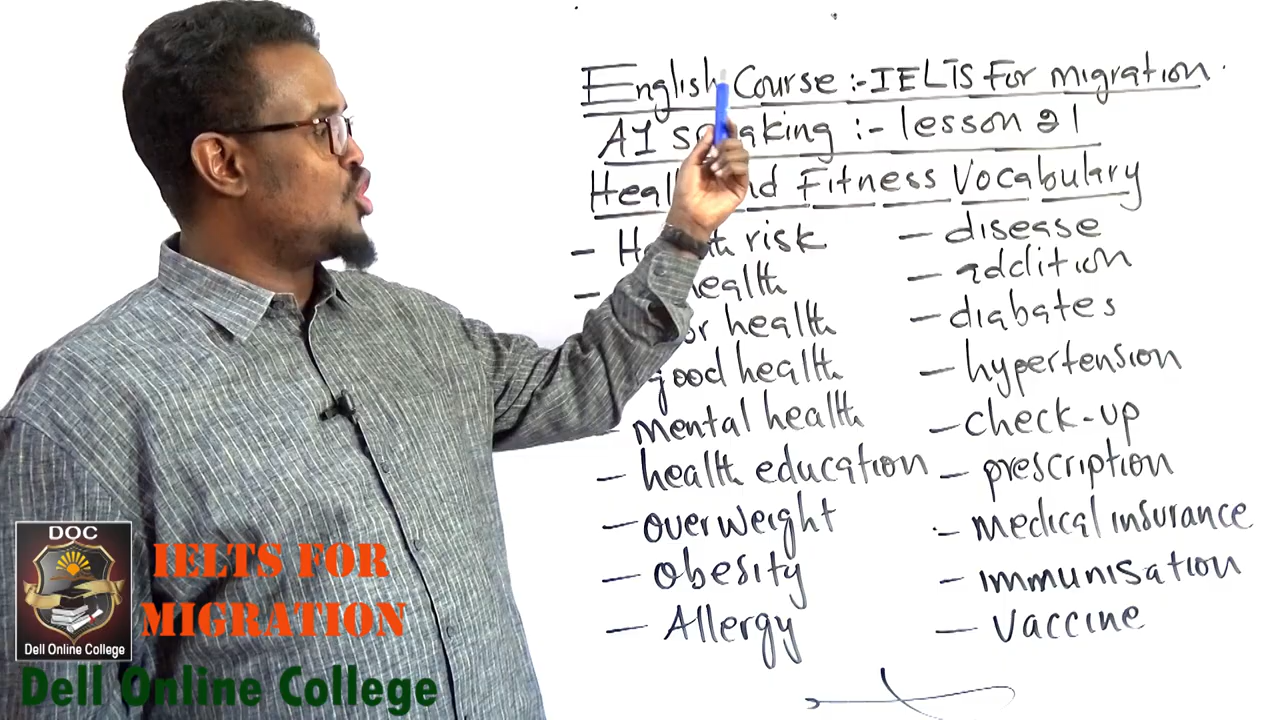 English Course :- IELTS For migration.
A1 speaking :- lesson 21
Health and Fitness Vocabulary
- Health risk
- health
health
good health
mental health
- health education
- overweight
- obesity
- Allergy
- disease
- addition
- diabates
- hypertension
- check-up
- prescription
- Medical insurance
- immunisation
- Vaccine
DOC
Dell Online College
IELTS FOR
MIGRATION
Dell Online College